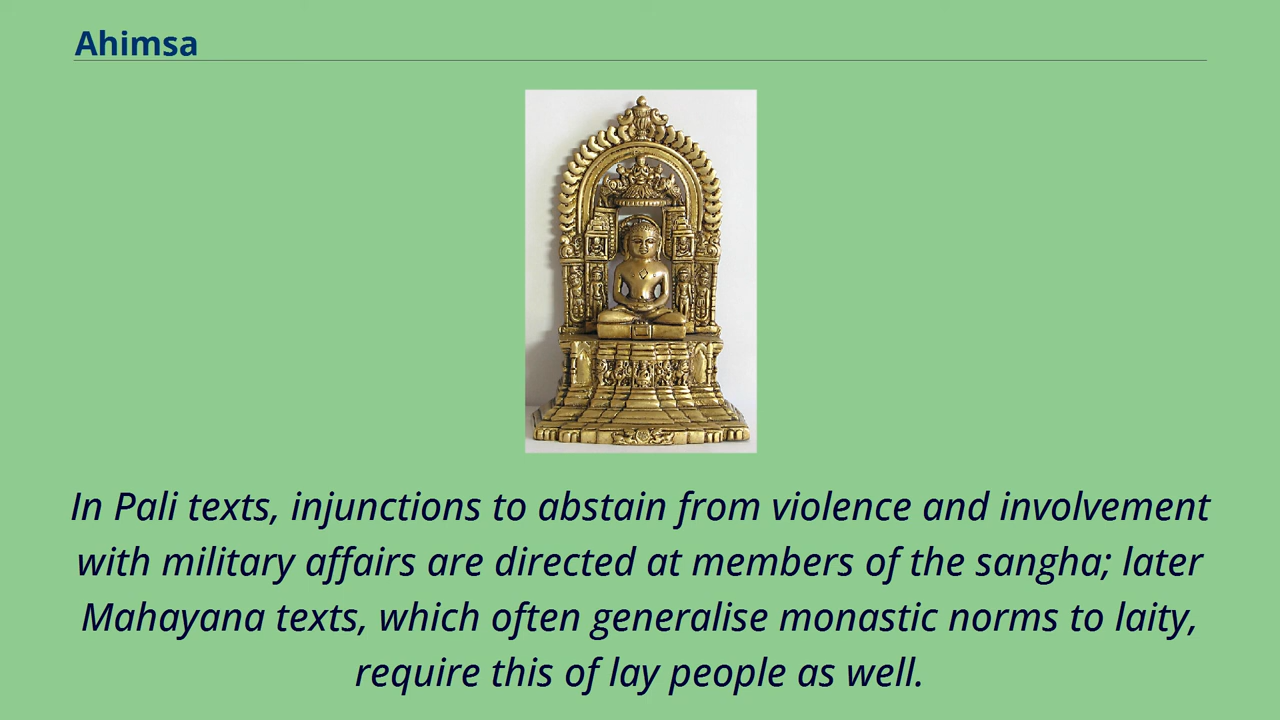 Ahimsa
In Pali texts, injunctions to abstain from violence and involvement
with military affairs are directed at members of the sangha; later
Mahayana texts, which often generalise monastic norms to laity,
require this of lay people as well.